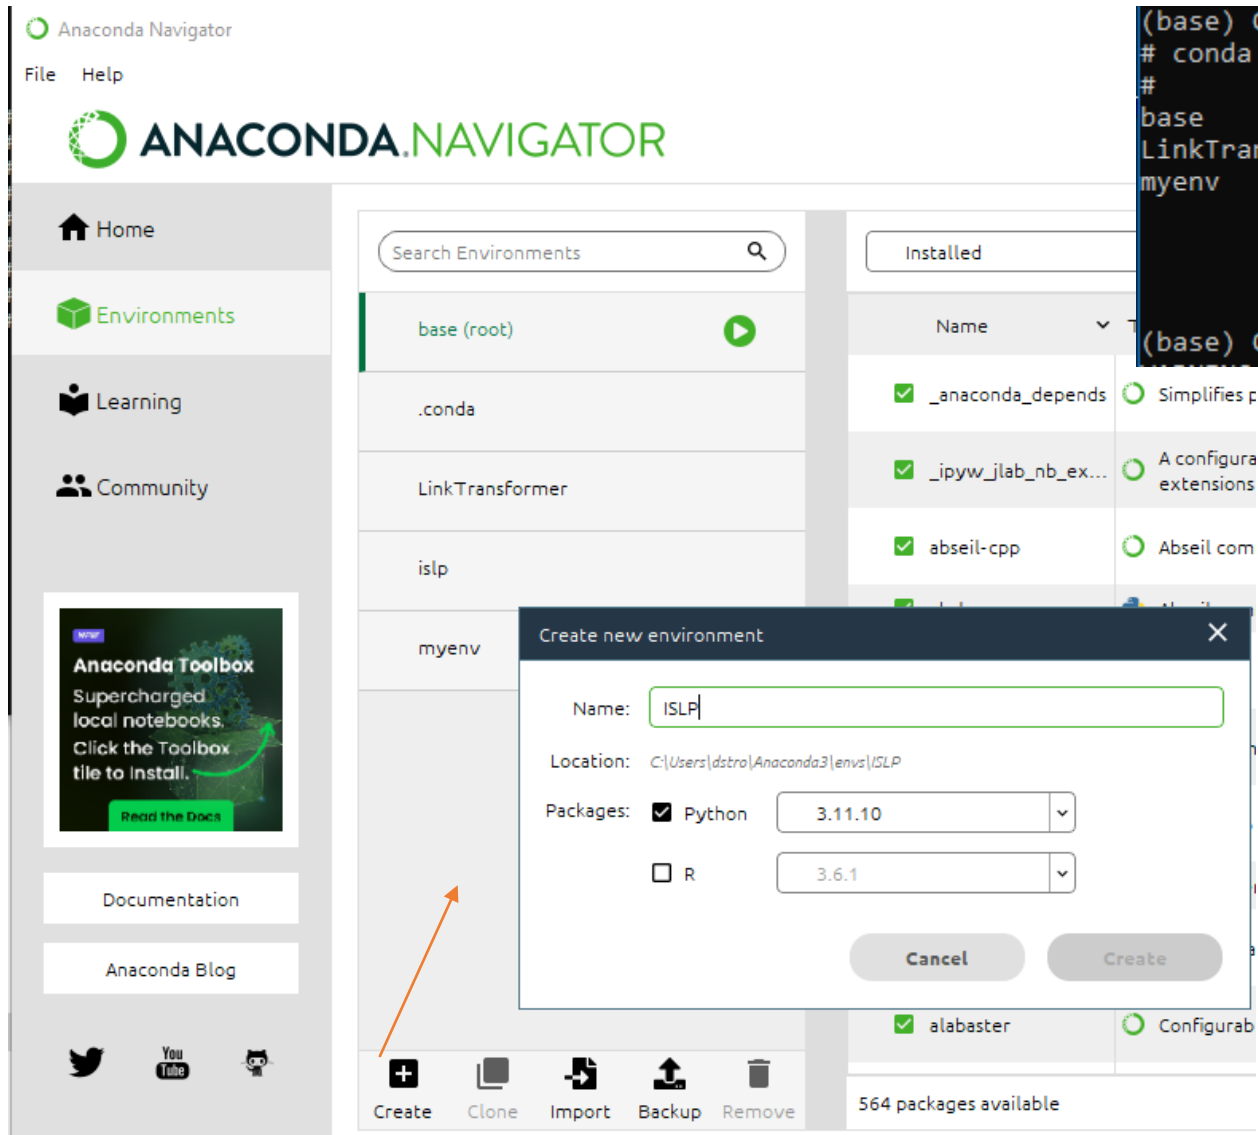 Anaconda Navigator
File Help
ANACONDA.NAVIGATOR
Home
Environments
Learning
Community
NEW
Anaconda Toolbox
Supercharged
local notebooks.
Click the Toolbox
tile to Install.
Read the Docs
Documentation
Anaconda Blog
You
Tube
Search Environments
base (root)
.conda
LinkTransformer
islp
myenv
Create Clone Import Backup Remove
Installed
Name
_anaconda_depends Simplifies
_ipyw_jlab_nb_ex... A
extensions
abseil-cpp Abseil com
alabaster
564 packages available
Create new environment
Name: ISLP
Location: C:\Users\dstro\Anaconda3\envs\ISLP
Packages: Python 3.11.10
R 3.6.1
Cancel Create
(base)
# conda
#
base
LinkTran
myenv
(base)